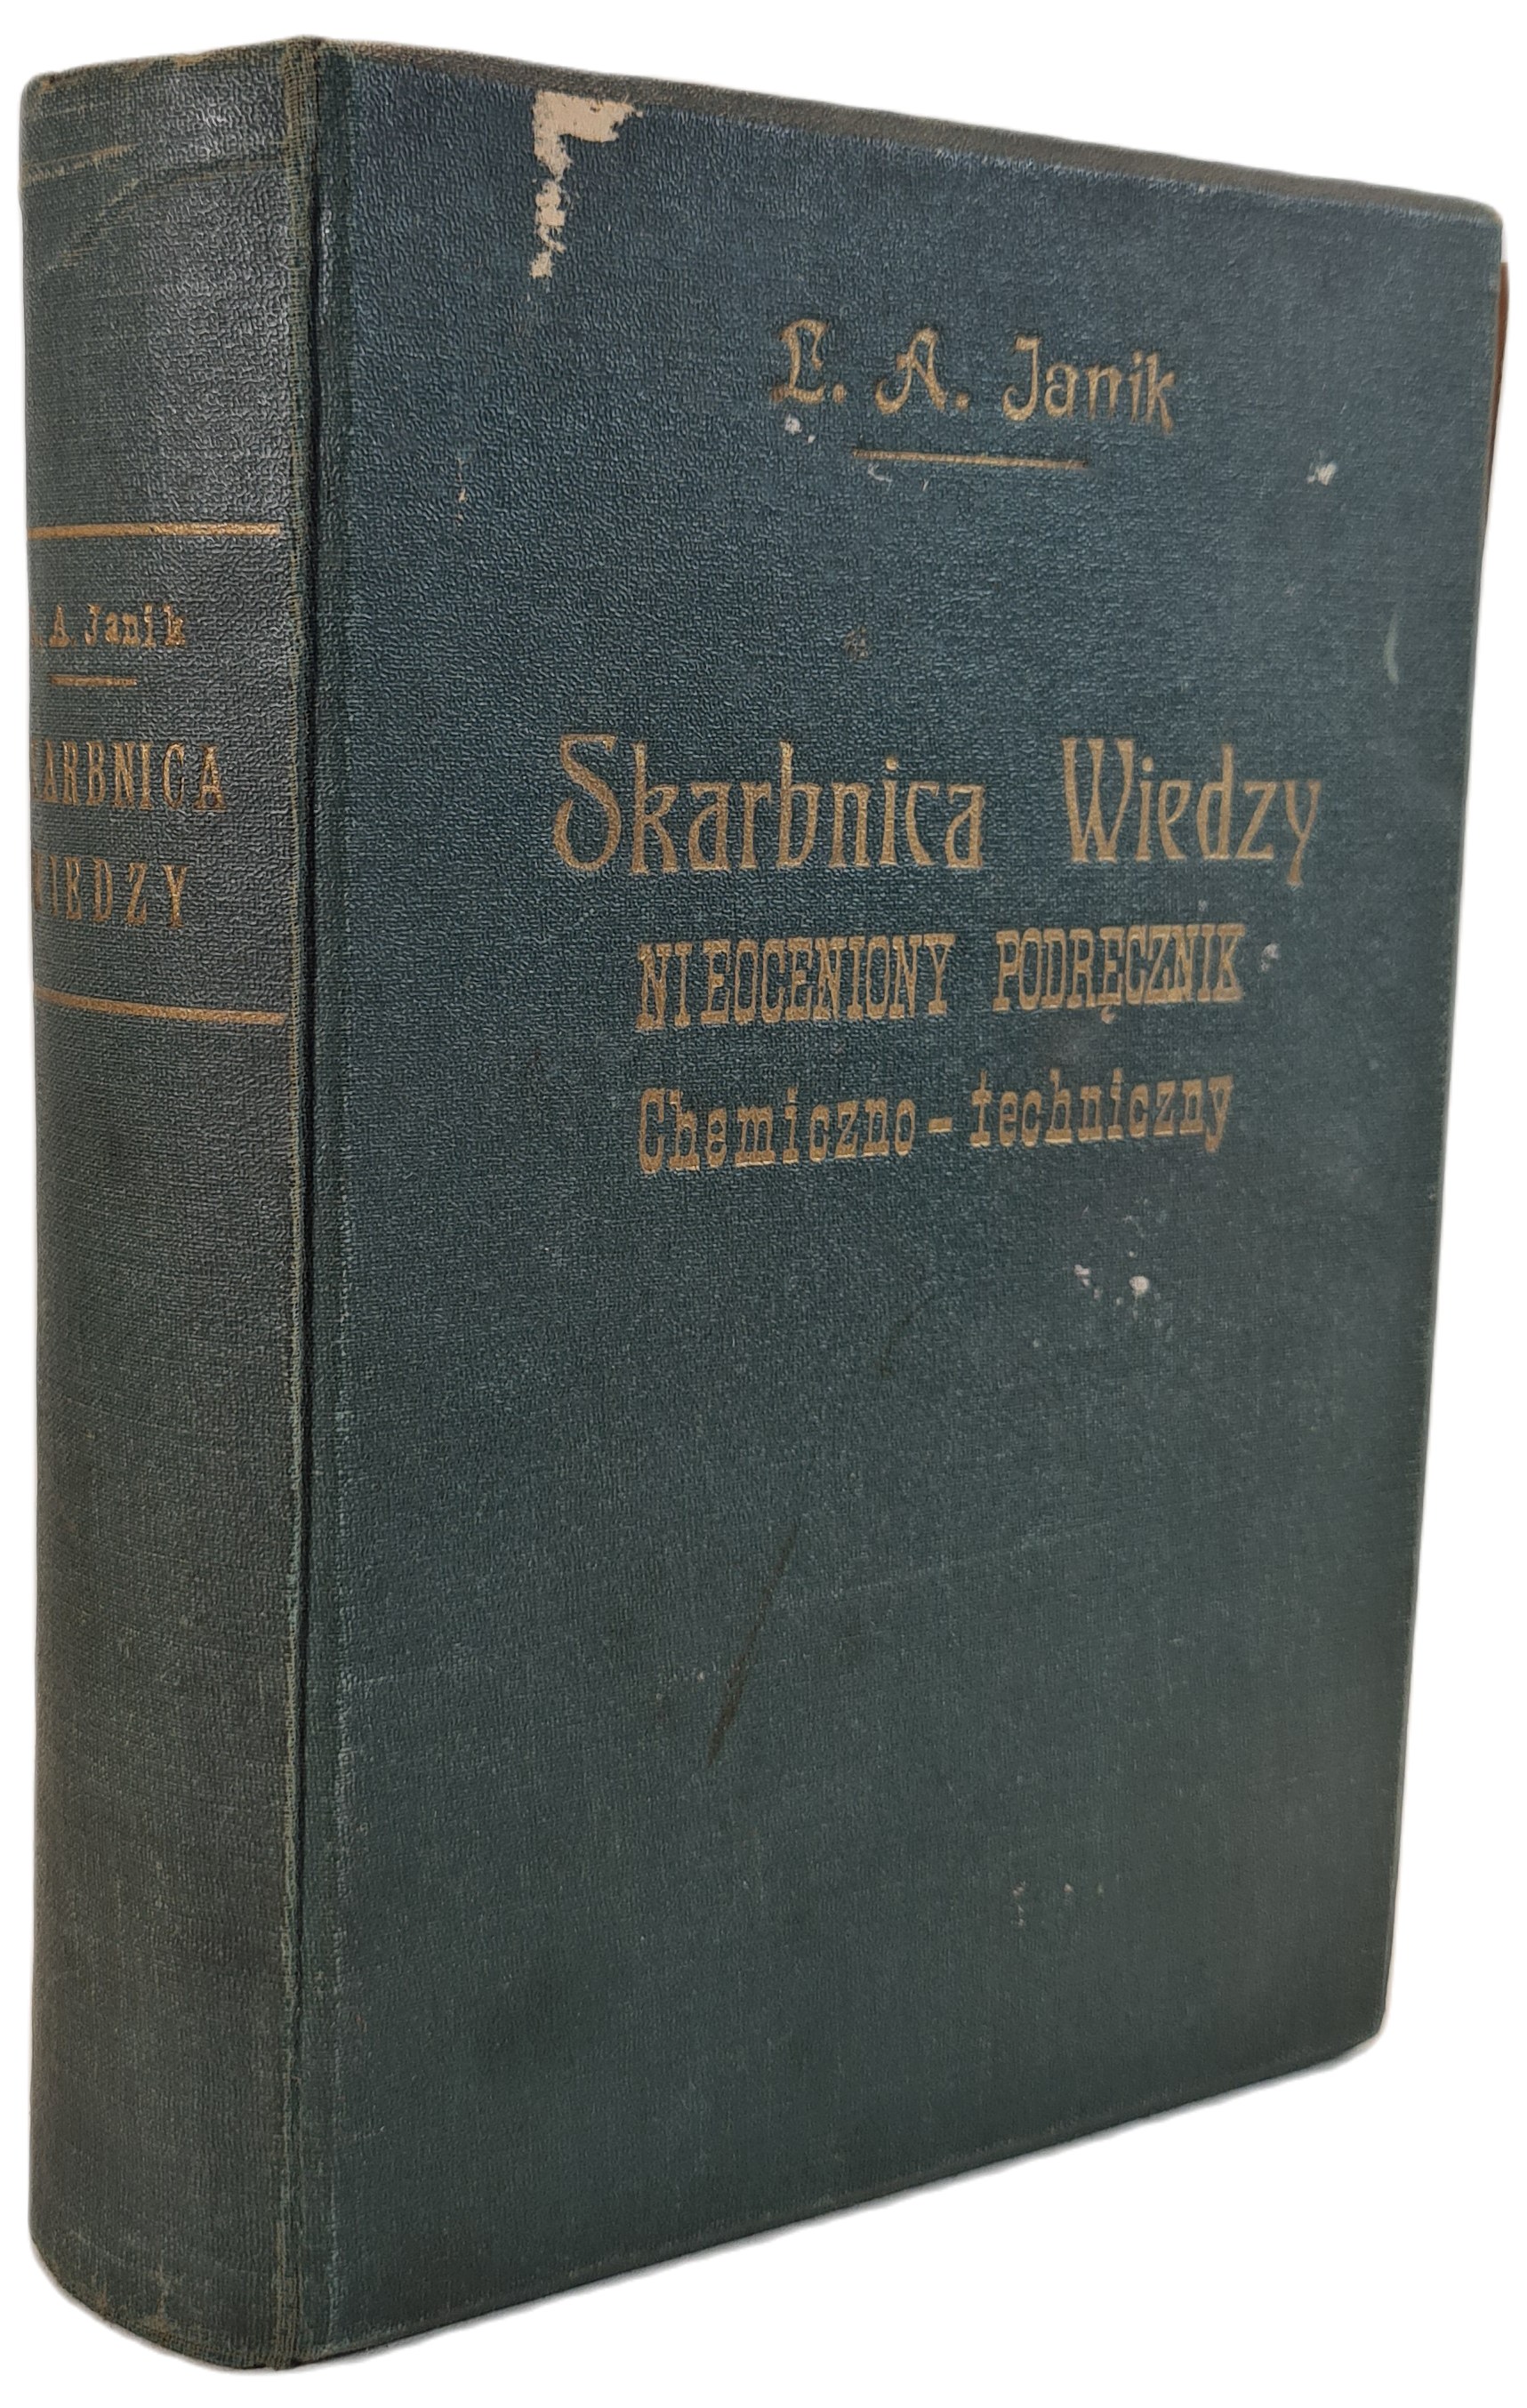 A. Janik
SKARBNICA
WIEDZY
L. A. Janik
Skarbnica Wiedzy
NIEOCENIONY PODRĘCZNIK
Chemiczno-techniczny